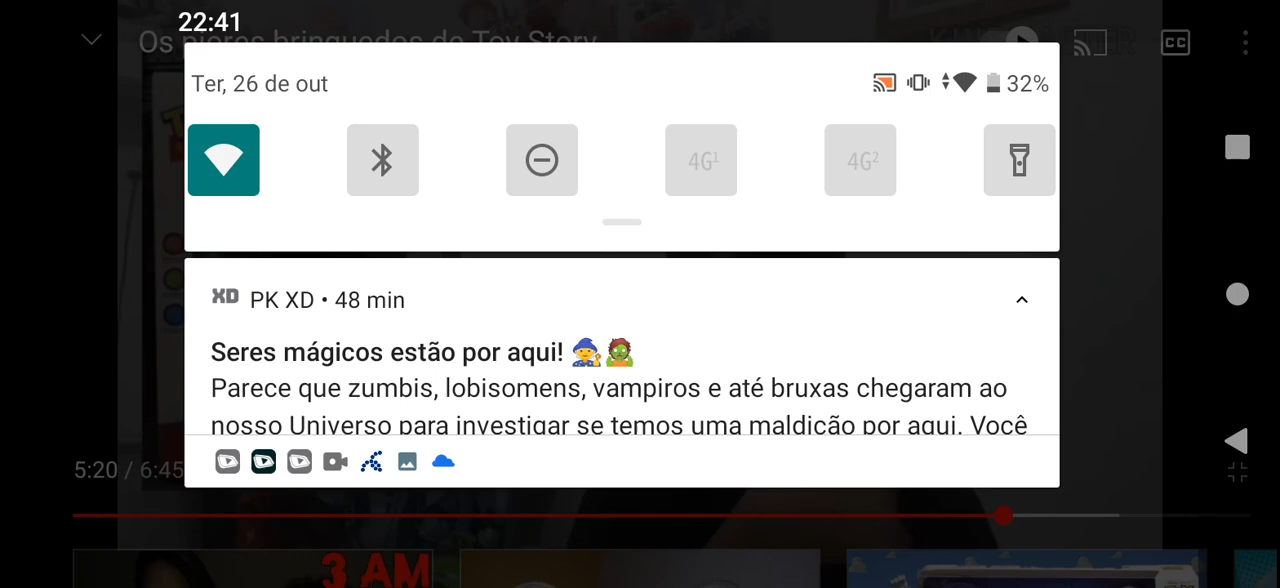 22:41
Os piores brinquedos de Toy Story
CC
Ter, 26 de out
32%
4G1
4G2
XD PK XD • 48 min
Seres mágicos estão por aqui! 🧙🧟
Parece que zumbis, lobisomens, vampiros e até bruxas chegaram ao
nosso Universo para investigar se temos uma maldição por aqui. Você
5:20 / 6:45
3 AM